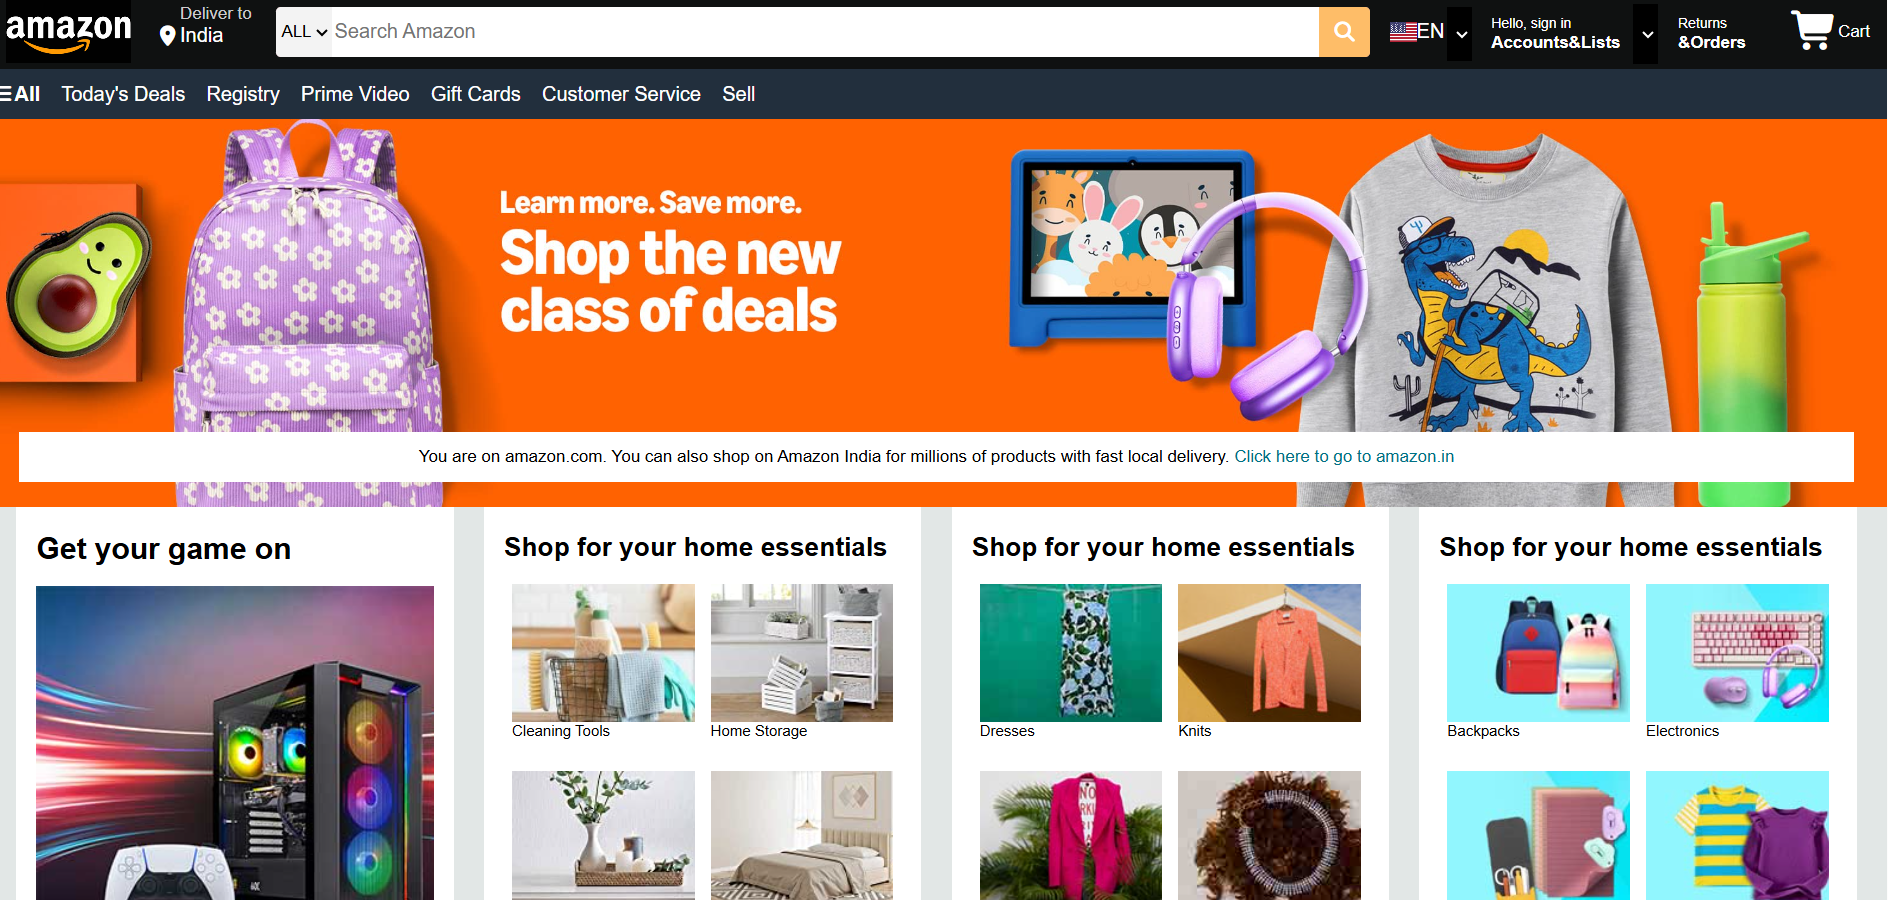 amazon
Deliver to
India
ALL
Search Amazon
EN
Hello, sign in
Accounts&Lists
Returns
&Orders
Cart
All
Today's Deals
Registry
Prime Video
Gift Cards
Customer Service
Sell
Learn more. Save more.
Shop the new
class of deals
You are on amazon.com. You can also shop on Amazon India for millions of products with fast local delivery. Click here to go to amazon.in
Get your game on
Shop for your home essentials
Shop for your home essentials
Shop for your home essentials
Cleaning Tools
Home Storage
Dresses
Knits
Backpacks
Electronics
NO